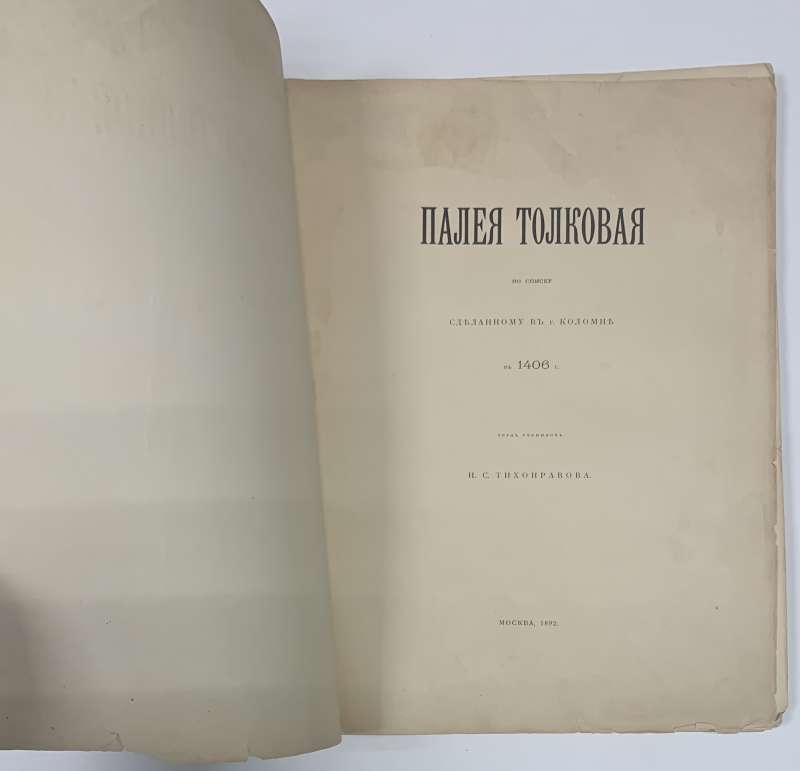 ПАЛЕЯ ТОЛКОВАЯ
ПО СПИСКУ
СДѢЛАННОМУ ВЪ г. КОЛОМНѢ
въ 1406 г.
ТРУДЪ УЧЕНИКОВЪ
Н. С. ТИХОНРАВОВА.
МОСКВА, 1892.